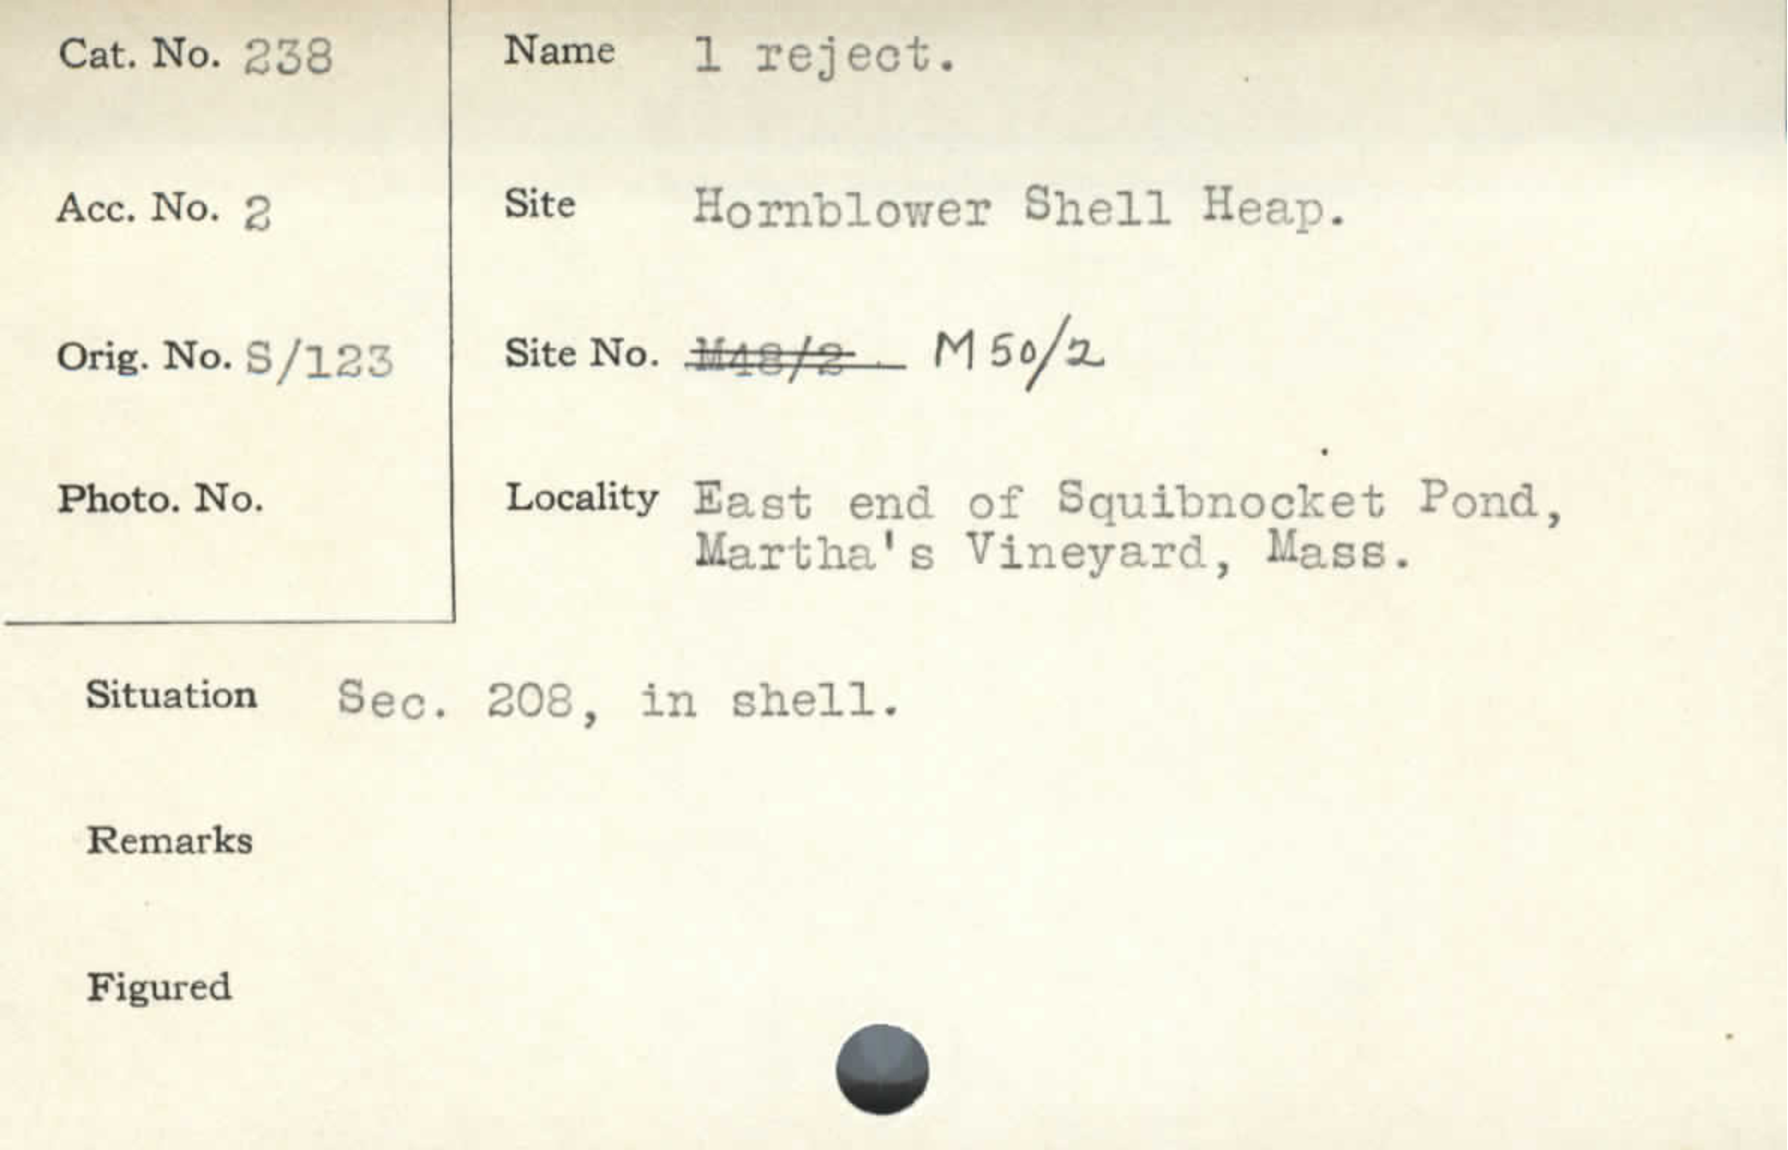 Cat. No. 238
Name 1 reject.
Acc. No. 2
Site Hornblower Shell Heap.
Orig. No. S/123
Site No. M48/2 M50/2
Photo. No.
Locality East end of Squibnocket Pond,
Martha's Vineyard, Mass.
Situation Sec. 208, in shell.
Remarks
Figured